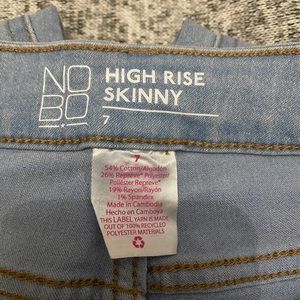 NO
BO
HIGH RISE
SKINNY
7
7
54% Cotton/Algodón
26% Repreve® Polyester/
Poliéster Repreve®
19% Rayon/Rayón
1% Spandex
Made in Cambodia
Hecho en Camboya
THIS LABEL YARN IS MADE
OUT OF 100% RECYCLED
POLYESTER MATERIALS